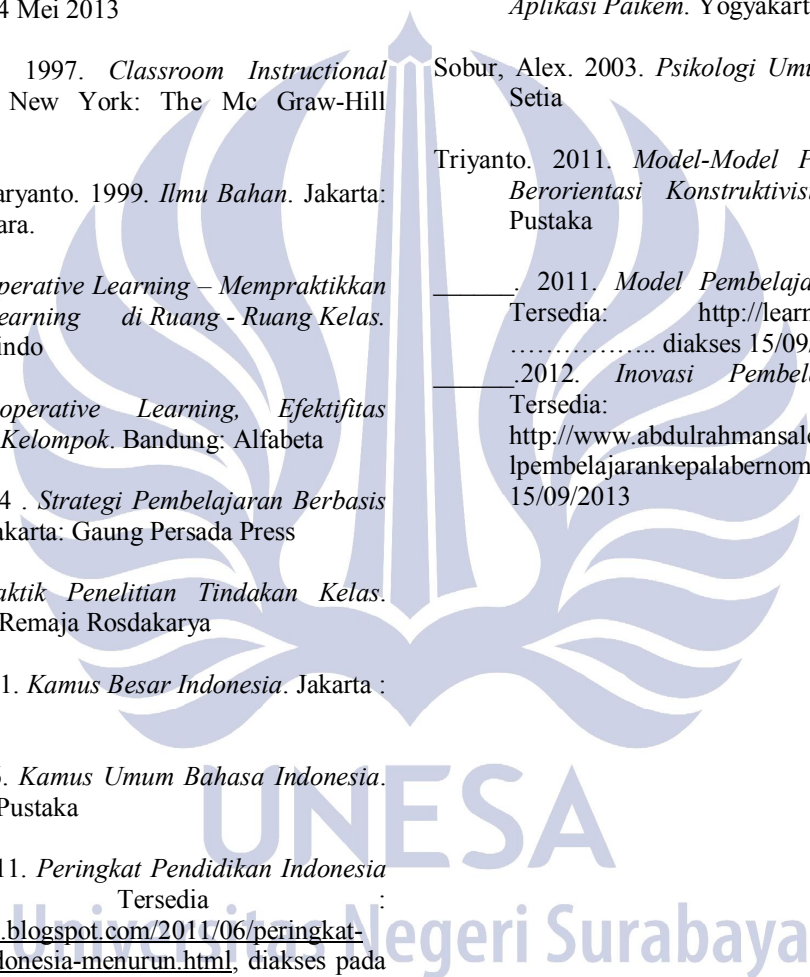 4 Mei 2013
1997. Classroom Instructional
New York: The Mc Graw-Hill
aryanto. 1999. Ilmu Bahan. Jakarta:
ara.
perative Learning – Mempraktikkan
earning di Ruang - Ruang Kelas.
indo
operative Learning, Efektifitas
Kelompok. Bandung: Alfabeta
4 . Strategi Pembelajaran Berbasis
akarta: Gaung Persada Press
aktik Penelitian Tindakan Kelas.
Remaja Rosdakarya
1. Kamus Besar Indonesia. Jakarta :
. Kamus Umum Bahasa Indonesia.
Pustaka
11. Peringkat Pendidikan Indonesia
Tersedia :
.blogspot.com/2011/06/peringkat-
donesia-menurun.html, diakses pada
Aplikasi Paikem. Yogyakart
Sobur, Alex. 2003. Psikologi Umu
Setia
Triyanto. 2011. Model-Model P
Berorientasi Konstruktivis
Pustaka
______. 2011. Model Pembelaja
Tersedia: http://learn
…………….. diakses 15/09
______.2012. Inovasi Pembela
Tersedia:
http://www.abdulrahmansale
lpembelajarankepalabernom
15/09/2013
UNESA
Universitas Negeri Surabaya